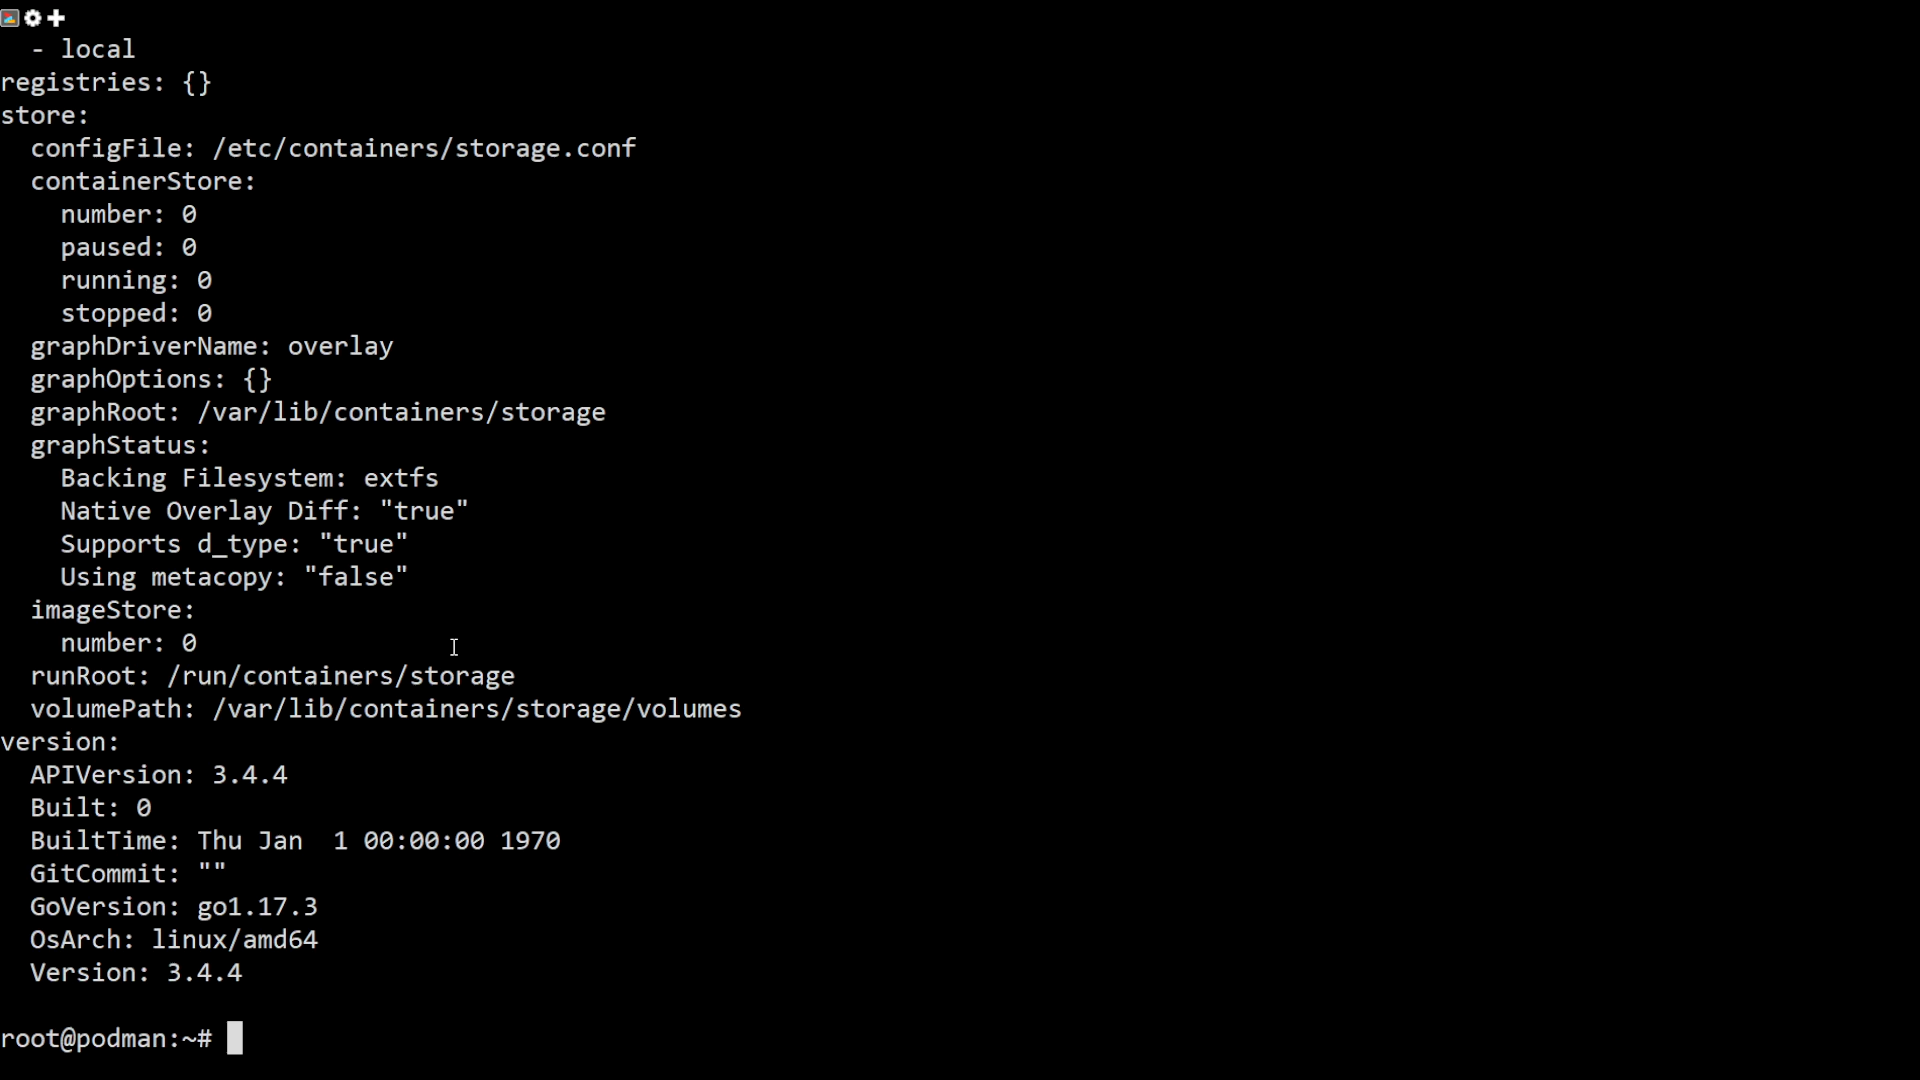 - local
registries: {}
store:
  configFile: /etc/containers/storage.conf
  containerStore:
    number: 0
    paused: 0
    running: 0
    stopped: 0
  graphDriverName: overlay
  graphOptions: {}
  graphRoot: /var/lib/containers/storage
  graphStatus:
    Backing Filesystem: extfs
    Native Overlay Diff: "true"
    Supports d_type: "true"
    Using metacopy: "false"
  imageStore:
    number: 0
  runRoot: /run/containers/storage
  volumePath: /var/lib/containers/storage/volumes
version:
  APIVersion: 3.4.4
  Built: 0
  BuiltTime: Thu Jan  1 00:00:00 1970
  GitCommit: ""
  GoVersion: go1.17.3
  OsArch: linux/amd64
  Version: 3.4.4

root@podman:~#